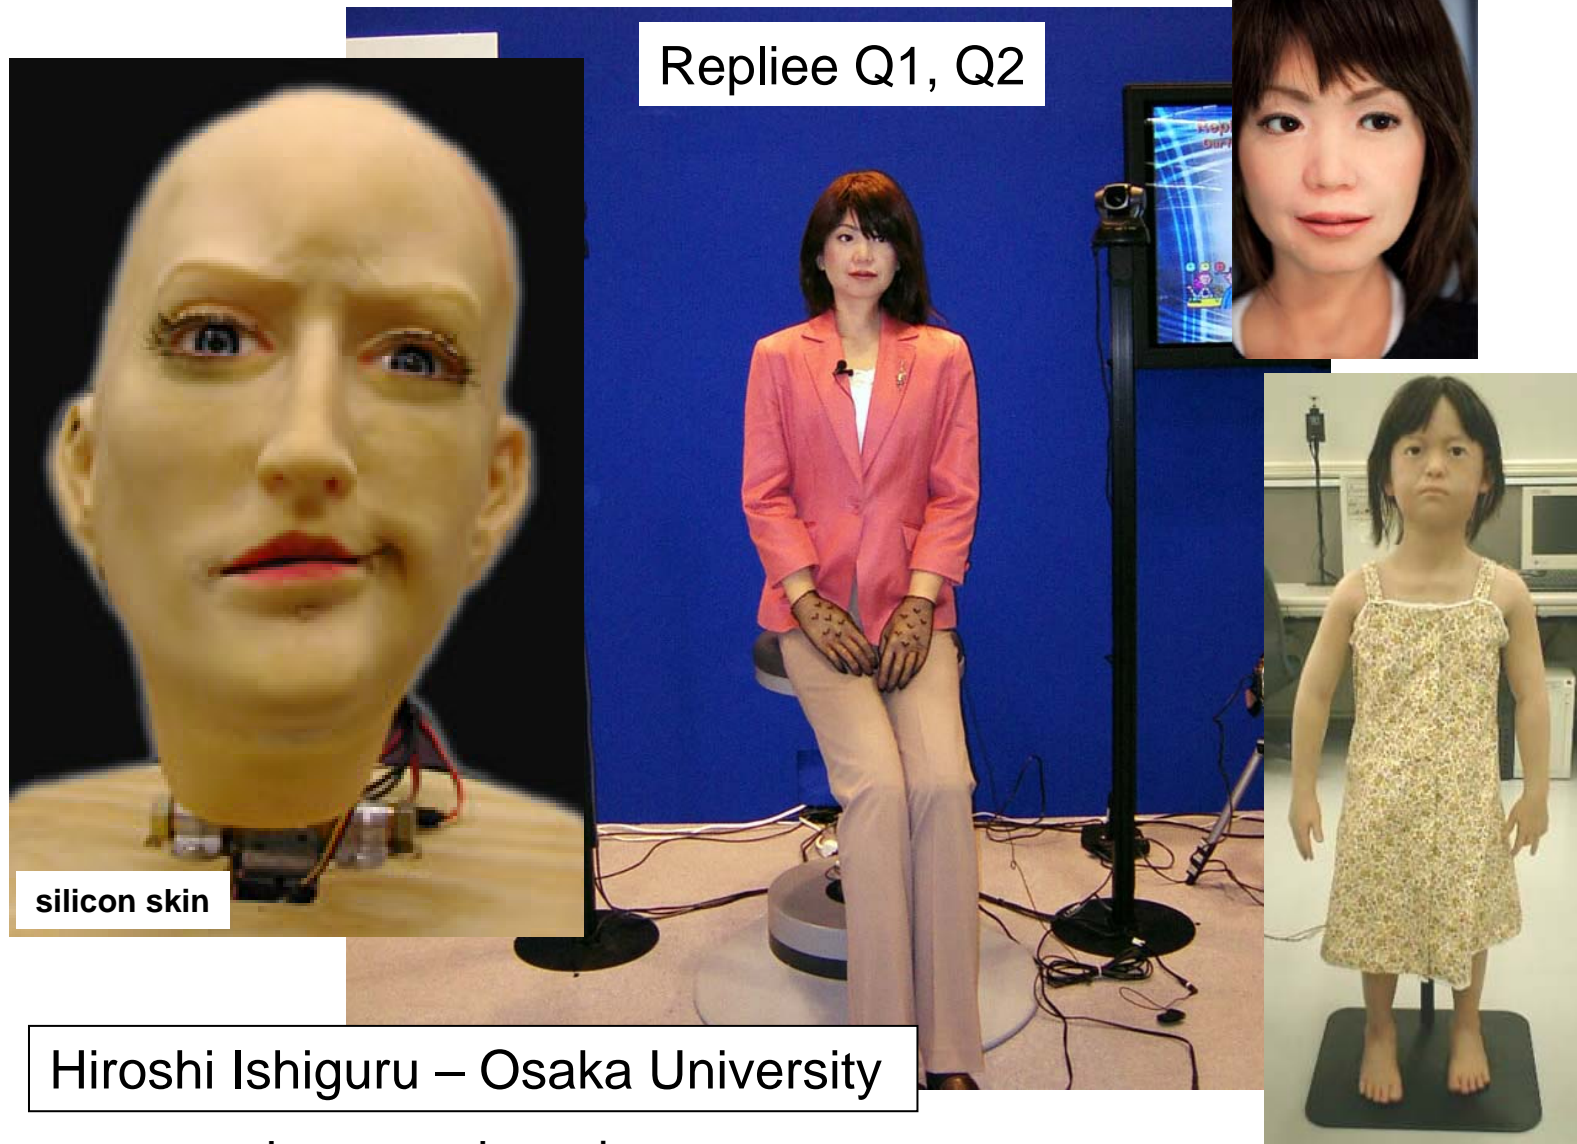 Repliee Q1, Q2
silicon skin
Hiroshi Ishiguru – Osaka University